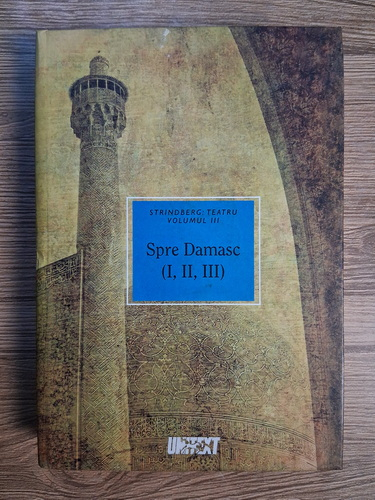 STRINDBERG: TEATRU
VOLUMUL III
Spre Damasc
(I, II, III)
UNITEXT